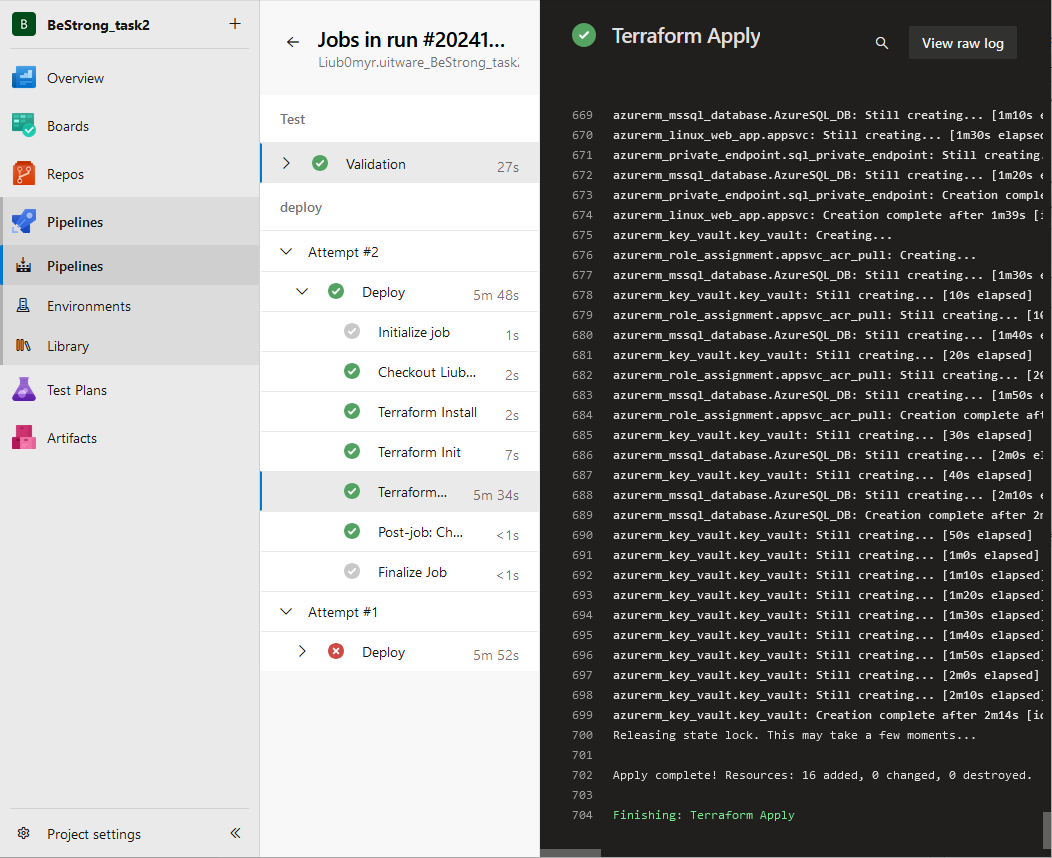 B BeStrong_task2 +
Overview
Boards
Repos
Pipelines
Pipelines
Environments
Library
Test Plans
Artifacts
Project settings
Jobs in run #20241...
Liub0myr.uitware_BeStrong_task2
Test
Validation 27s
deploy
Attempt #2
Deploy 5m 48s
Initialize job 1s
Checkout Liub... 2s
Terraform Install 2s
Terraform Init 7s
Terraform... 5m 34s
Post-job: Ch... <1s
Finalize Job <1s
Attempt #1
Deploy 5m 52s
Terraform Apply
View raw log
669 azurerm_mssql_database.AzureSQL_DB: Still creating... [1m10s e
670 azurerm_linux_web_app.appsvc: Still creating... [1m30s elapsed
671 azurerm_private_endpoint.sql_private_endpoint: Still creating.
672 azurerm_mssql_database.AzureSQL_DB: Still creating... [1m20s e
673 azurerm_private_endpoint.sql_private_endpoint: Creation comple
674 azurerm_linux_web_app.appsvc: Creation complete after 1m39s [i
675 azurerm_key_vault.key_vault: Creating...
676 azurerm_role_assignment.appsvc_acr_pull: Creating...
677 azurerm_mssql_database.AzureSQL_DB: Still creating... [1m30s e
678 azurerm_key_vault.key_vault: Still creating... [10s elapsed]
679 azurerm_role_assignment.appsvc_acr_pull: Still creating... [10
680 azurerm_mssql_database.AzureSQL_DB: Still creating... [1m40s e
681 azurerm_key_vault.key_vault: Still creating... [20s elapsed]
682 azurerm_role_assignment.appsvc_acr_pull: Still creating... [20
683 azurerm_mssql_database.AzureSQL_DB: Still creating... [1m50s e
684 azurerm_role_assignment.appsvc_acr_pull: Creation complete aft
685 azurerm_key_vault.key_vault: Still creating... [30s elapsed]
686 azurerm_mssql_database.AzureSQL_DB: Still creating... [2m0s el
687 azurerm_key_vault.key_vault: Still creating... [40s elapsed]
688 azurerm_mssql_database.AzureSQL_DB: Still creating... [2m10s e
689 azurerm_mssql_database.AzureSQL_DB: Creation complete after 2m
690 azurerm_key_vault.key_vault: Still creating... [50s elapsed]
691 azurerm_key_vault.key_vault: Still creating... [1m0s elapsed]
692 azurerm_key_vault.key_vault: Still creating... [1m10s elapsed]
693 azurerm_key_vault.key_vault: Still creating... [1m20s elapsed]
694 azurerm_key_vault.key_vault: Still creating... [1m30s elapsed]
695 azurerm_key_vault.key_vault: Still creating... [1m40s elapsed]
696 azurerm_key_vault.key_vault: Still creating... [1m50s elapsed]
697 azurerm_key_vault.key_vault: Still creating... [2m0s elapsed]
698 azurerm_key_vault.key_vault: Still creating... [2m10s elapsed]
699 azurerm_key_vault.key_vault: Creation complete after 2m14s [id
700 Releasing state lock. This may take a few moments...
701
702 Apply complete! Resources: 16 added, 0 changed, 0 destroyed.
703
704 Finishing: Terraform Apply